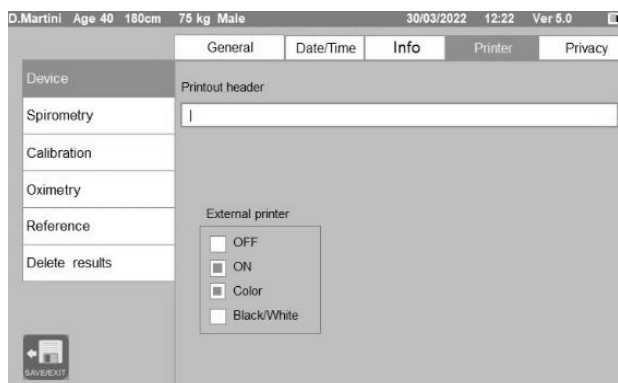 D.Martini Age 40 180cm 75 kg Male 30/03/2022 12:22 Ver 5.0
General Date/Time Info Printer Privacy
Device
Printout header
Spirometry
Calibration
Oximetry
Reference
Delete results
External printer
OFF
ON
Color
Black/White
SAVE/EXIT